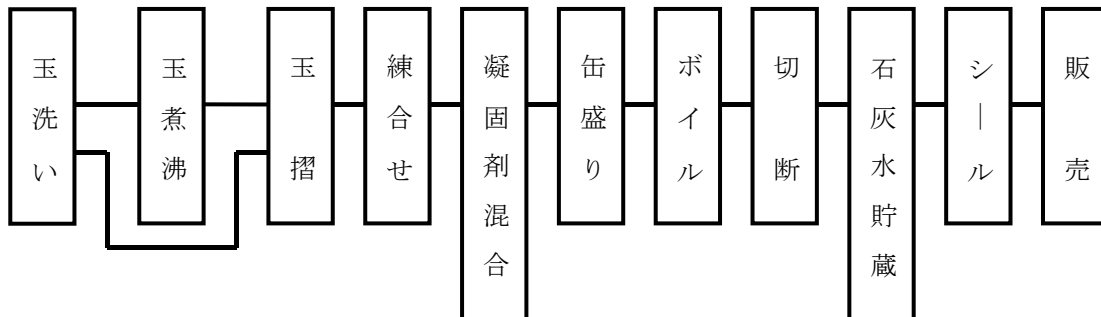 玉洗い
玉煮沸
玉摺
練合せ
凝固剤混合
缶盛り
ボイル
切断
石灰水貯蔵
シール
販売